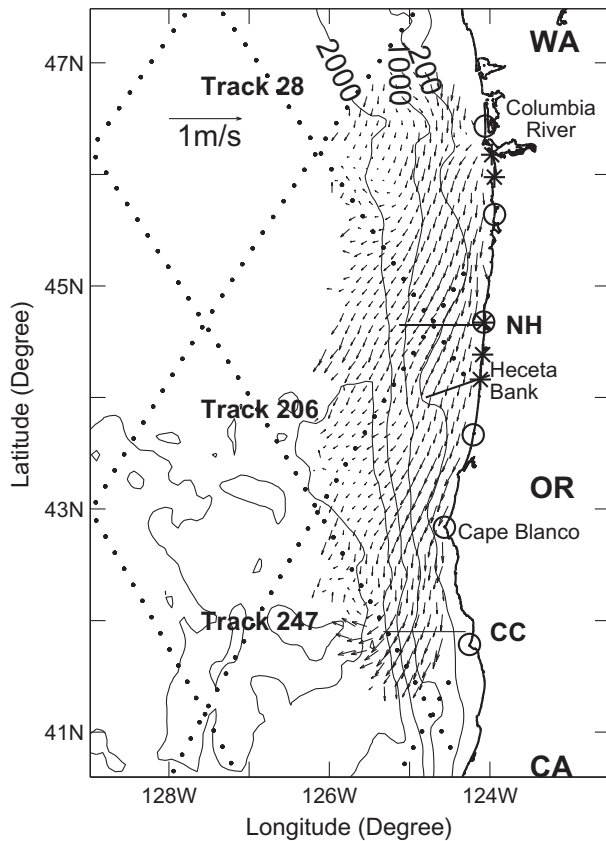 47N
45N
43N
41N
128W
126W
124W
Latitude (Degree)
Longitude (Degree)
WA
OR
CA
2000
1000
200
Track 28
1m/s
Columbia
River
NH
Heceta
Bank
Track 206
Cape Blanco
Track 247
CC